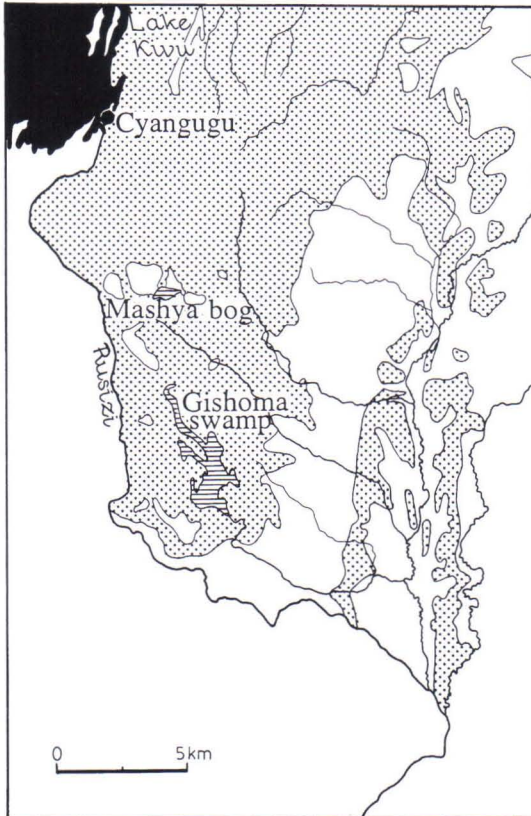 Lake
Kivu
Cyangugu
Mashya bog
Rusizi
Gishoma
swamp
0 5km